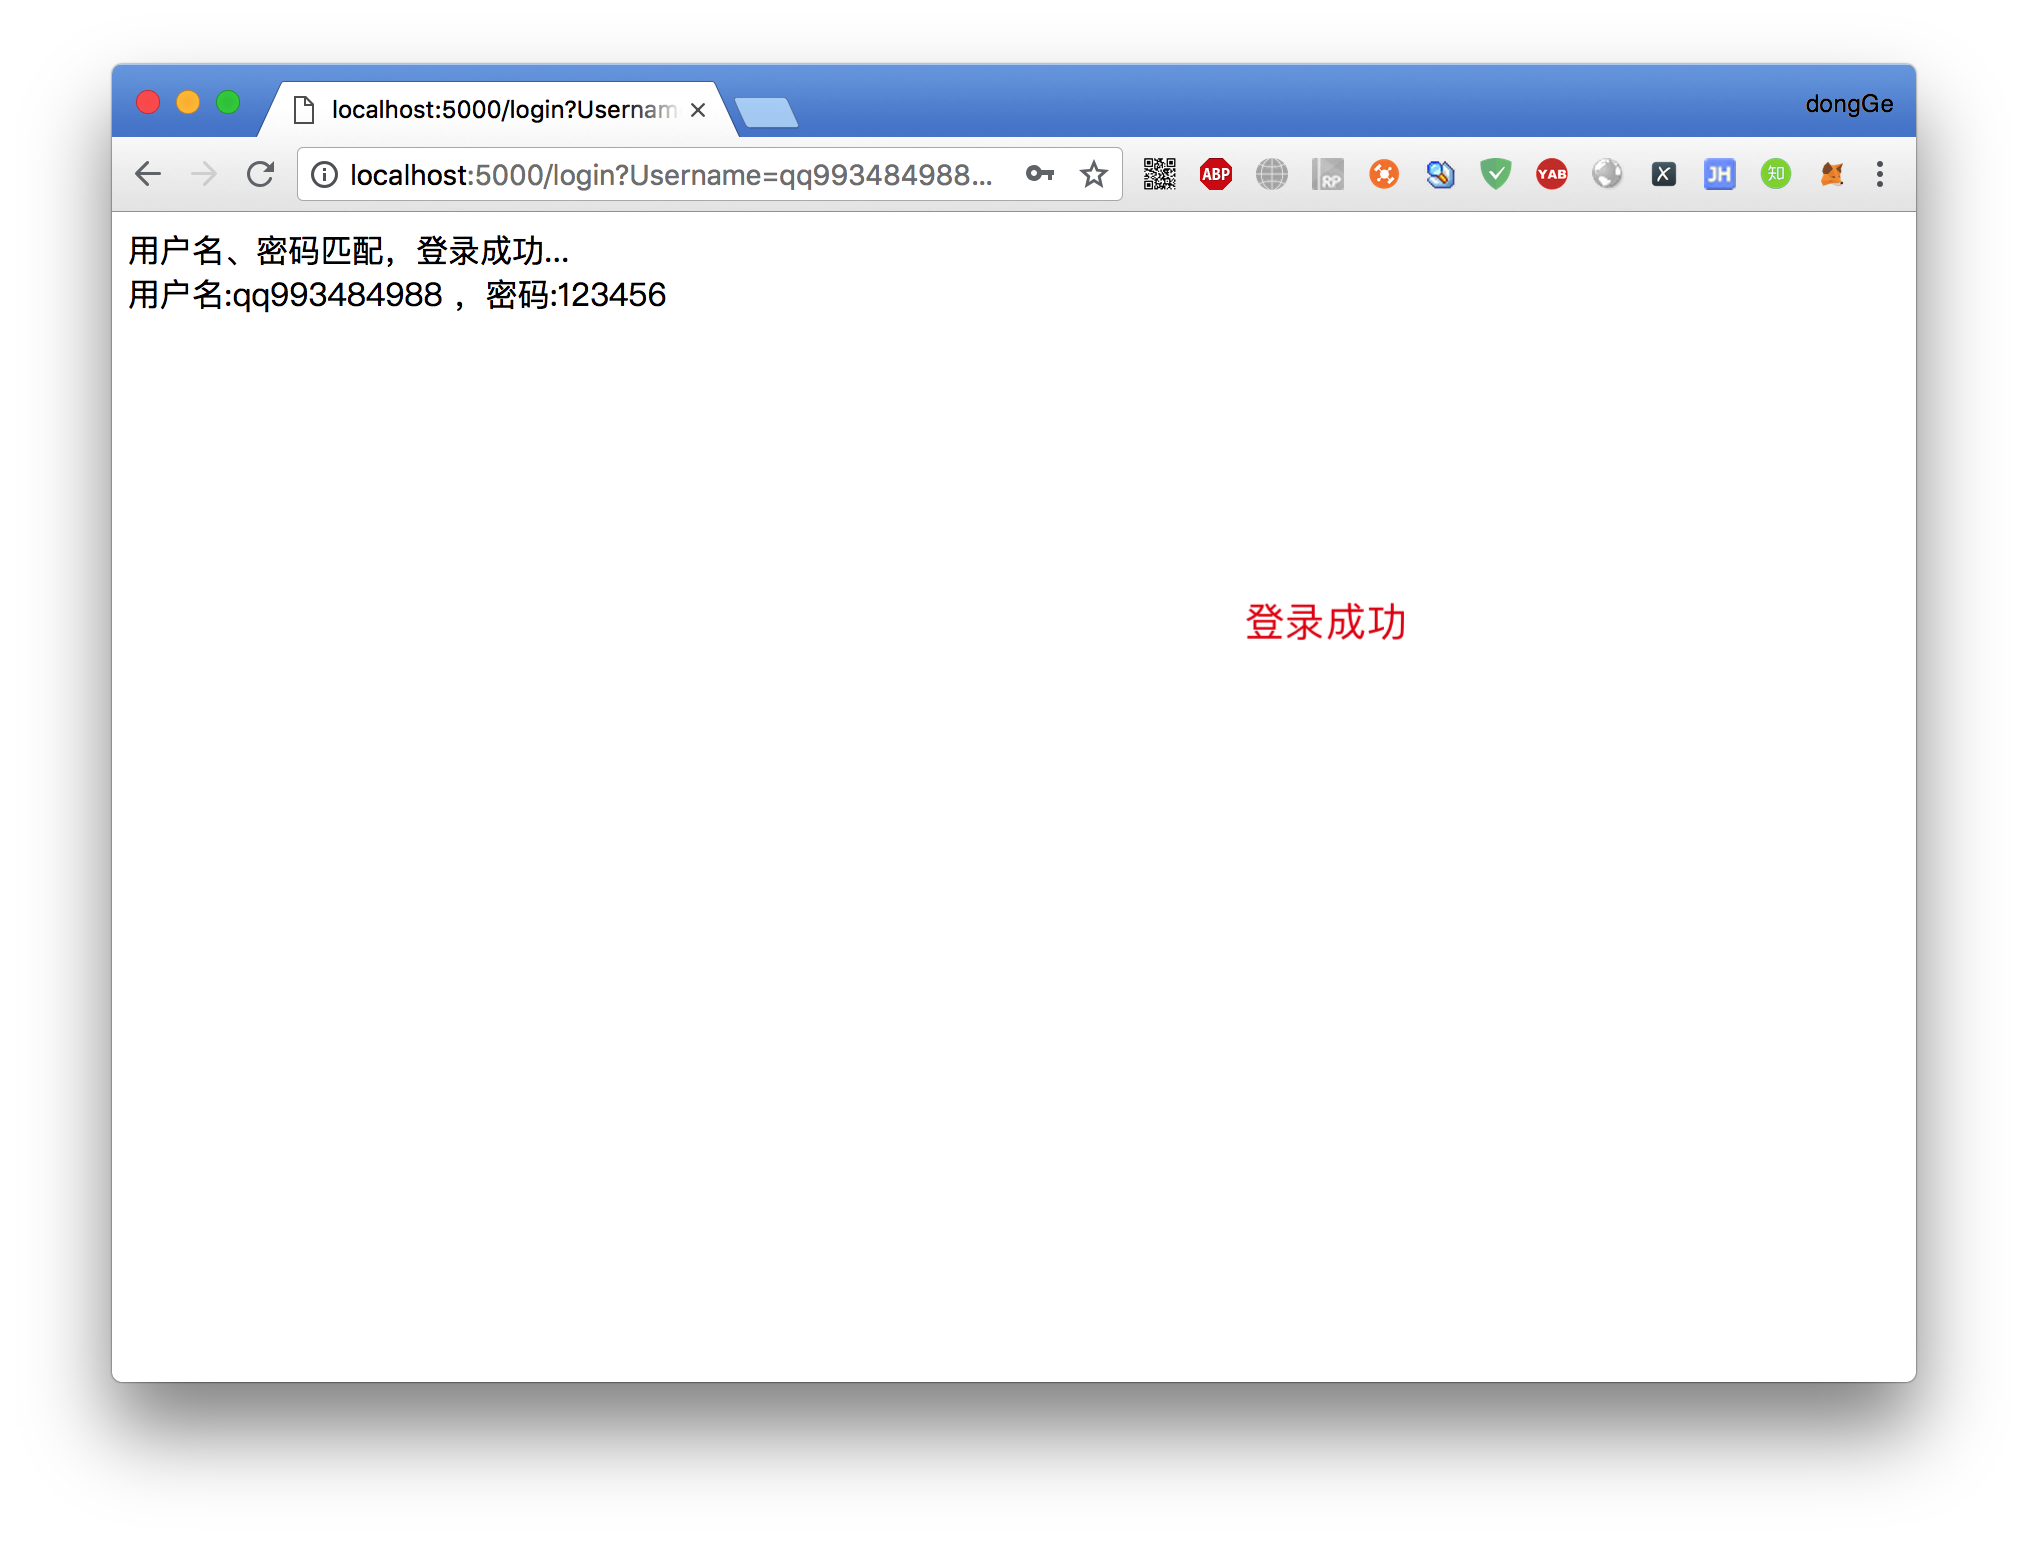 localhost:5000/login?Usernam
dongGe
localhost:5000/login?Username=qq993484988...
ABP
RP
YAB
X
JH
知
用户名、密码匹配，登录成功...
用户名:qq993484988 ，密码:123456
登录成功